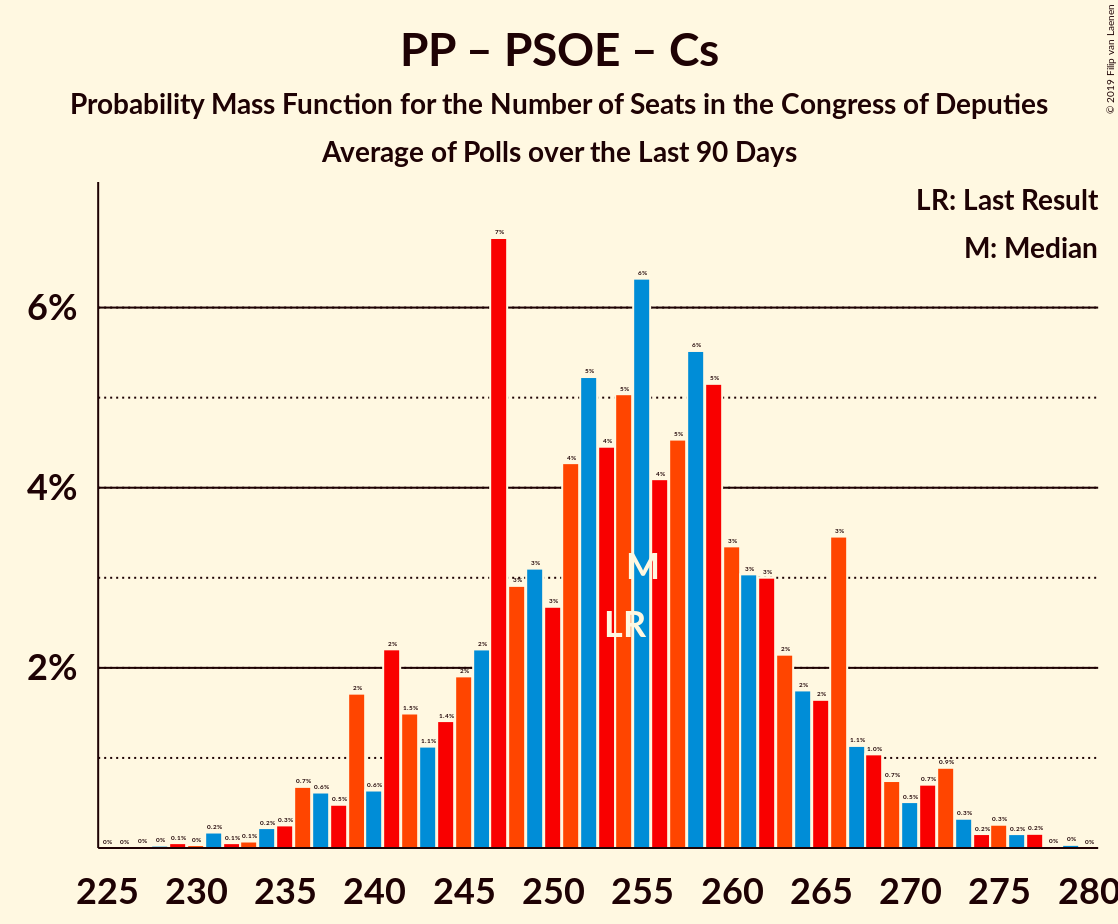 PP – PSOE – Cs
Probability Mass Function for the Number of Seats in the Congress of Deputies
Average of Polls over the Last 90 Days
© 2019 Filip van Laenen
LR: Last Result
M: Median
6%
4%
2%
0% 0% 0% 0% 0.1% 0% 0.2% 0.1% 0.1% 0.2% 0.3% 0.7% 0.6% 0.5% 2% 0.6% 2% 1.5% 1.1% 1.4% 2% 2% 7% 3% 3% 3% 4% 5% 4% 5% 6% 4% 5% 6% 5% 3% 3% 3% 2% 2% 2% 3% 1.1% 1.0% 0.7% 0.5% 0.7% 0.9% 0.3% 0.2% 0.3% 0.2% 0.2% 0% 0% 0%
M
LR
225 230 235 240 245 250 255 260 265 270 275 280